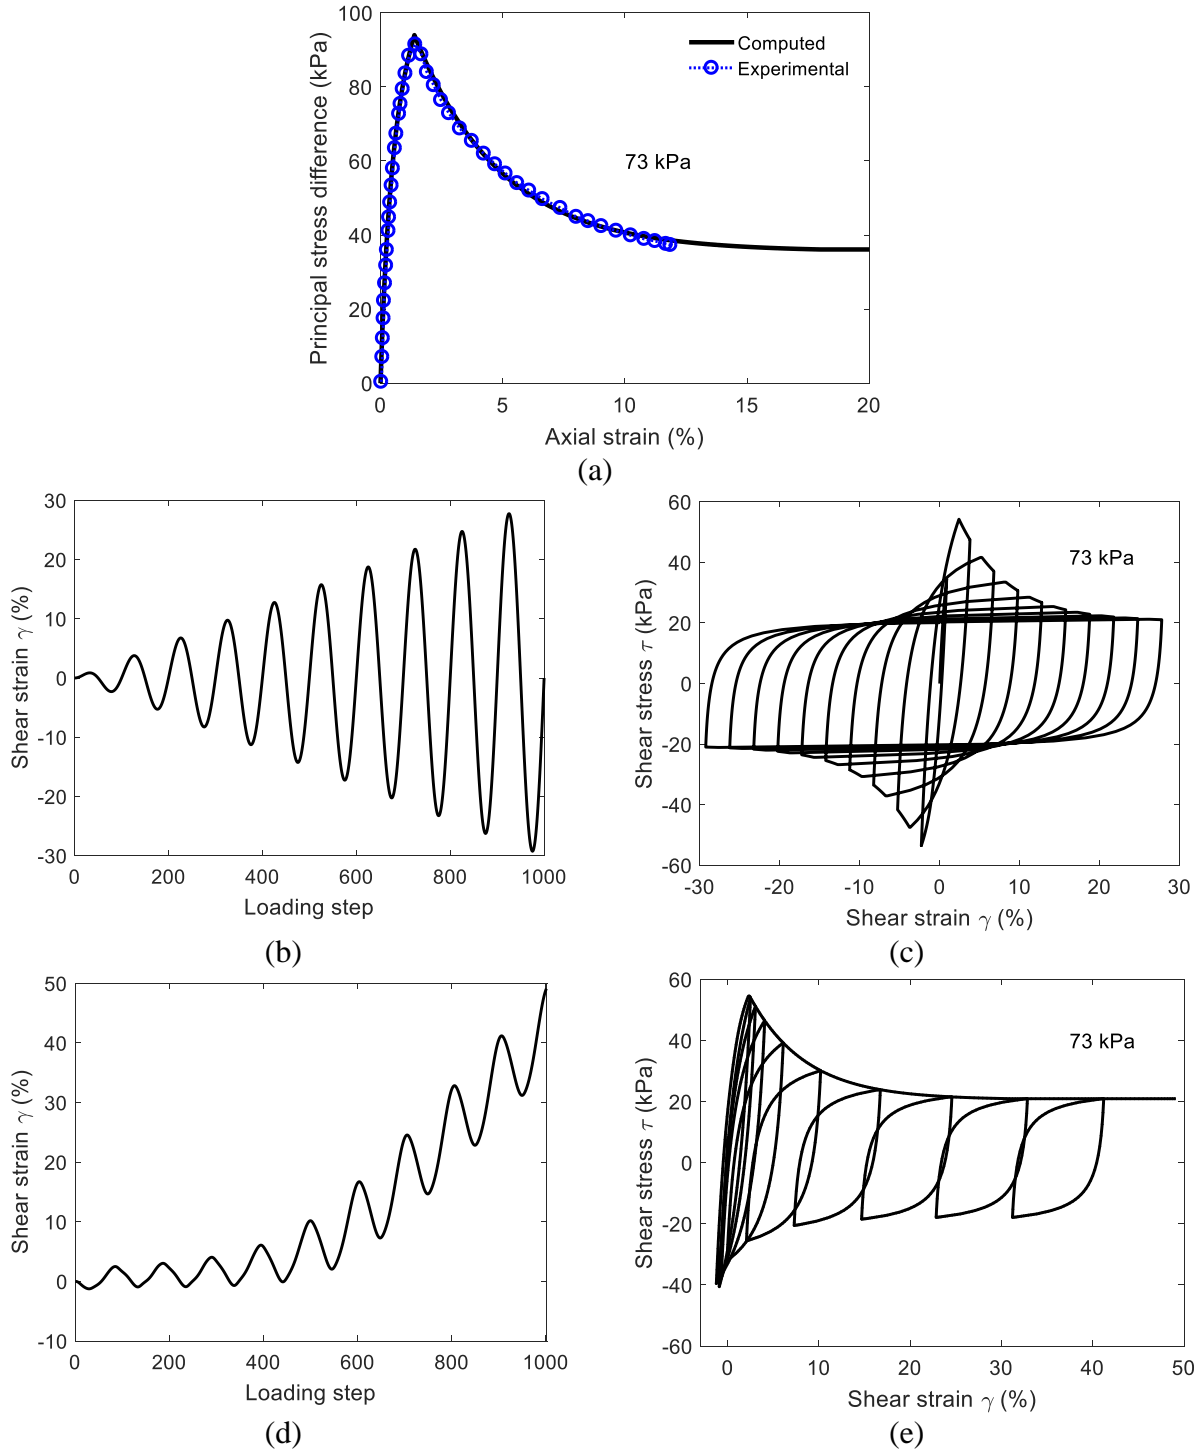 100
80
60
40
20
0
Principal stress difference (kPa)
Computed
Experimental
73 kPa
0 5 10 15 20
Axial strain (%)
(a)
30
20
10
0
-10
-20
-30
Shear strain γ (%)
0 200 400 600 800 1000
Loading step
(b)
60
40
20
0
-20
-40
-60
Shear stress τ (kPa)
73 kPa
-30 -20 -10 0 10 20 30
Shear strain γ (%)
(c)
50
40
30
20
10
0
-10
Shear strain γ (%)
0 200 400 600 800 1000
Loading step
(d)
60
40
20
0
-20
-40
-60
Shear stress τ (kPa)
73 kPa
0 10 20 30 40 50
Shear strain γ (%)
(e)